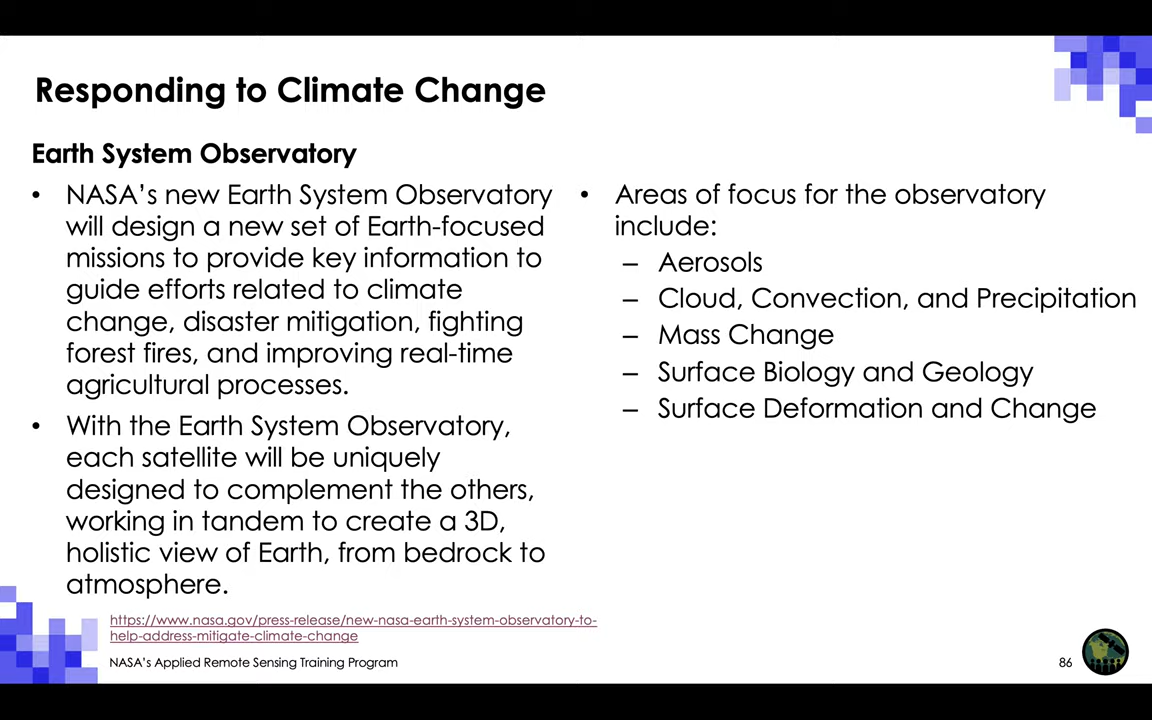 Responding to Climate Change
Earth System Observatory
• NASA’s new Earth System Observatory
will design a new set of Earth-focused
missions to provide key information to
guide efforts related to climate
change, disaster mitigation, fighting
forest fires, and improving real-time
agricultural processes.
• With the Earth System Observatory,
each satellite will be uniquely
designed to complement the others,
working in tandem to create a 3D,
holistic view of Earth, from bedrock to
atmosphere.
• Areas of focus for the observatory
include:
– Aerosols
– Cloud, Convection, and Precipitation
– Mass Change
– Surface Biology and Geology
– Surface Deformation and Change
https://www.nasa.gov/press-release/new-nasa-earth-system-observatory-to-
help-address-mitigate-climate-change
NASA’s Applied Remote Sensing Training Program
86